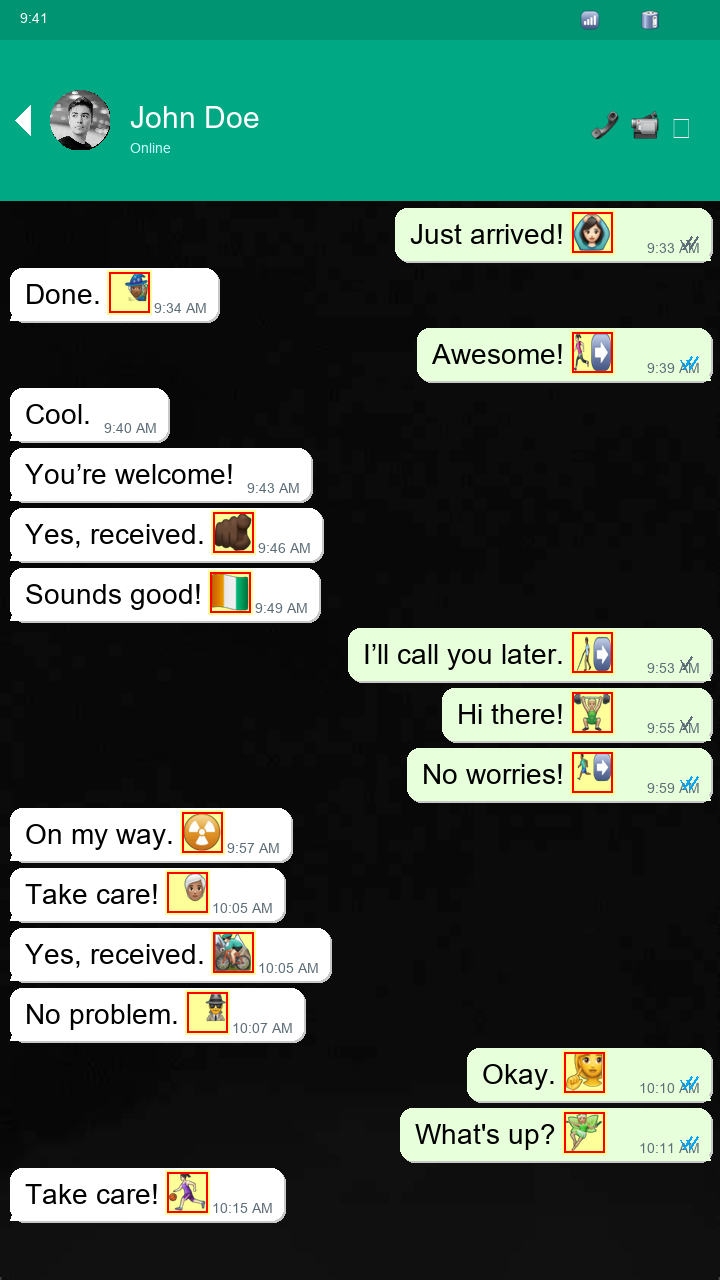 9:41
John Doe
Online
Just arrived! 🙆🏻‍♀️ 9:33 AM
Done. 🧙🏾‍♂️ 9:34 AM
Awesome! 🏃🏻‍♀️‍➡️ 9:39 AM
Cool. 9:40 AM
You’re welcome! 9:43 AM
Yes, received. 🫵🏿 9:46 AM
Sounds good! 🇨🇮 9:49 AM
I’ll call you later. 👨🏻‍🦯‍➡️ 9:53 AM
Hi there! 🏋🏼‍♀️ 9:55 AM
No worries! 🚶‍♂️‍➡️ 9:59 AM
On my way. ☢️ 9:57 AM
Take care! 👩🏽‍🦳 10:05 AM
Yes, received. 🚵🏻‍♀️ 10:05 AM
No problem. 🕵️ 10:07 AM
Okay. 🧏‍♀️ 10:10 AM
What's up? 🧚🏼 10:11 AM
Take care! ⛹🏻‍♀️ 10:15 AM